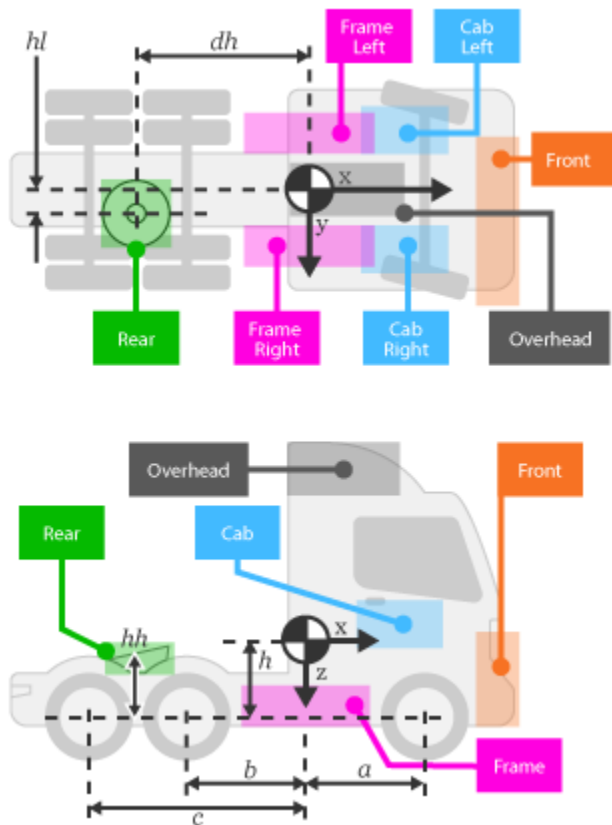 hl
dh
Frame
Left
Cab
Left
Front
x
y
Rear
Frame
Right
Cab
Right
Overhead
Overhead
Front
Rear
Cab
hh
h
x
z
b
a
c
Frame